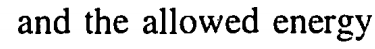 and the allowed energy